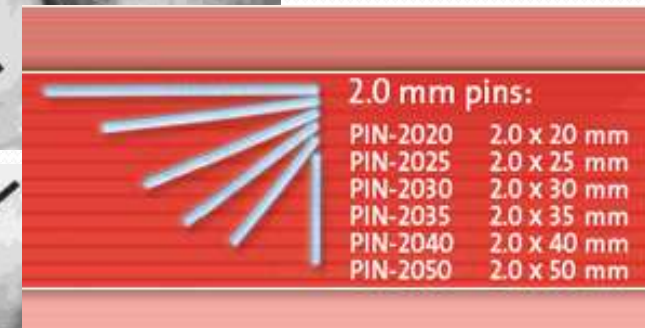 2.0 mm pins:
PIN-2020 2.0 x 20 mm
PIN-2025 2.0 x 25 mm
PIN-2030 2.0 x 30 mm
PIN-2035 2.0 x 35 mm
PIN-2040 2.0 x 40 mm
PIN-2050 2.0 x 50 mm